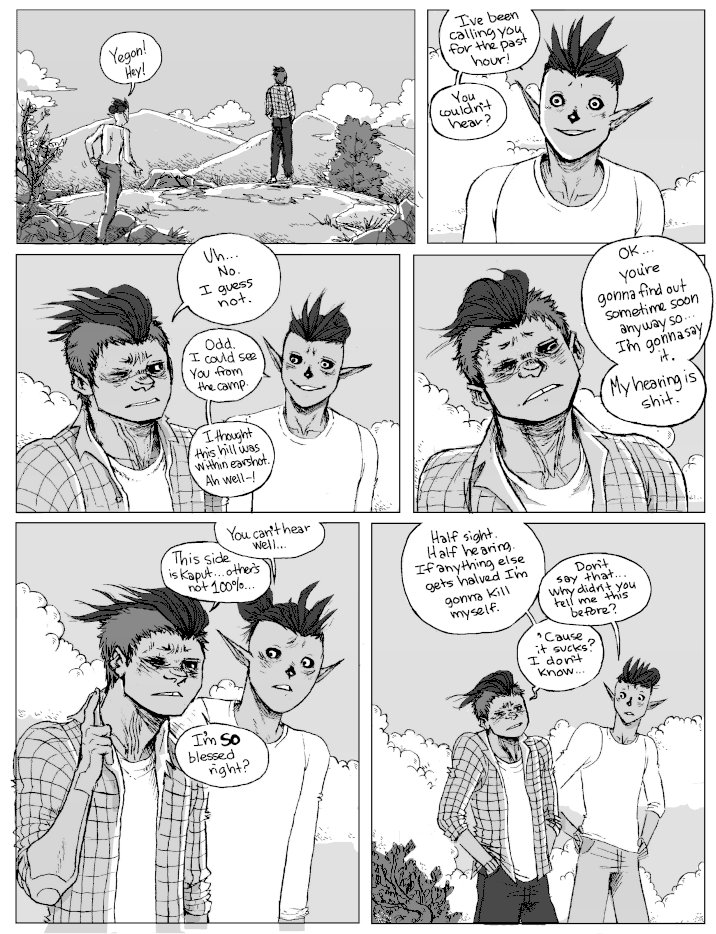 Yegon!
Hey!
I've been
calling you
for the past
hour!
You
couldn't
hear?
Uh...
No.
I guess
not.
Odd.
I could see
you from
the camp.
I thought
this hill was
within earshot.
Ah well-!
OK...
you're
gonna find out
sometime soon
anyway so...
I'm gonna say
it.
My hearing is
shit.
You can't hear
well...
This side
is kaput...other's
not 100%...
I'm SO
blessed
right?
Half sight.
Half hearing.
If anything else
gets halved I'm
gonna kill
myself.
Don't
say that...
why didn't you
tell me this
before?
'Cause
it sucks?
I don't
know...